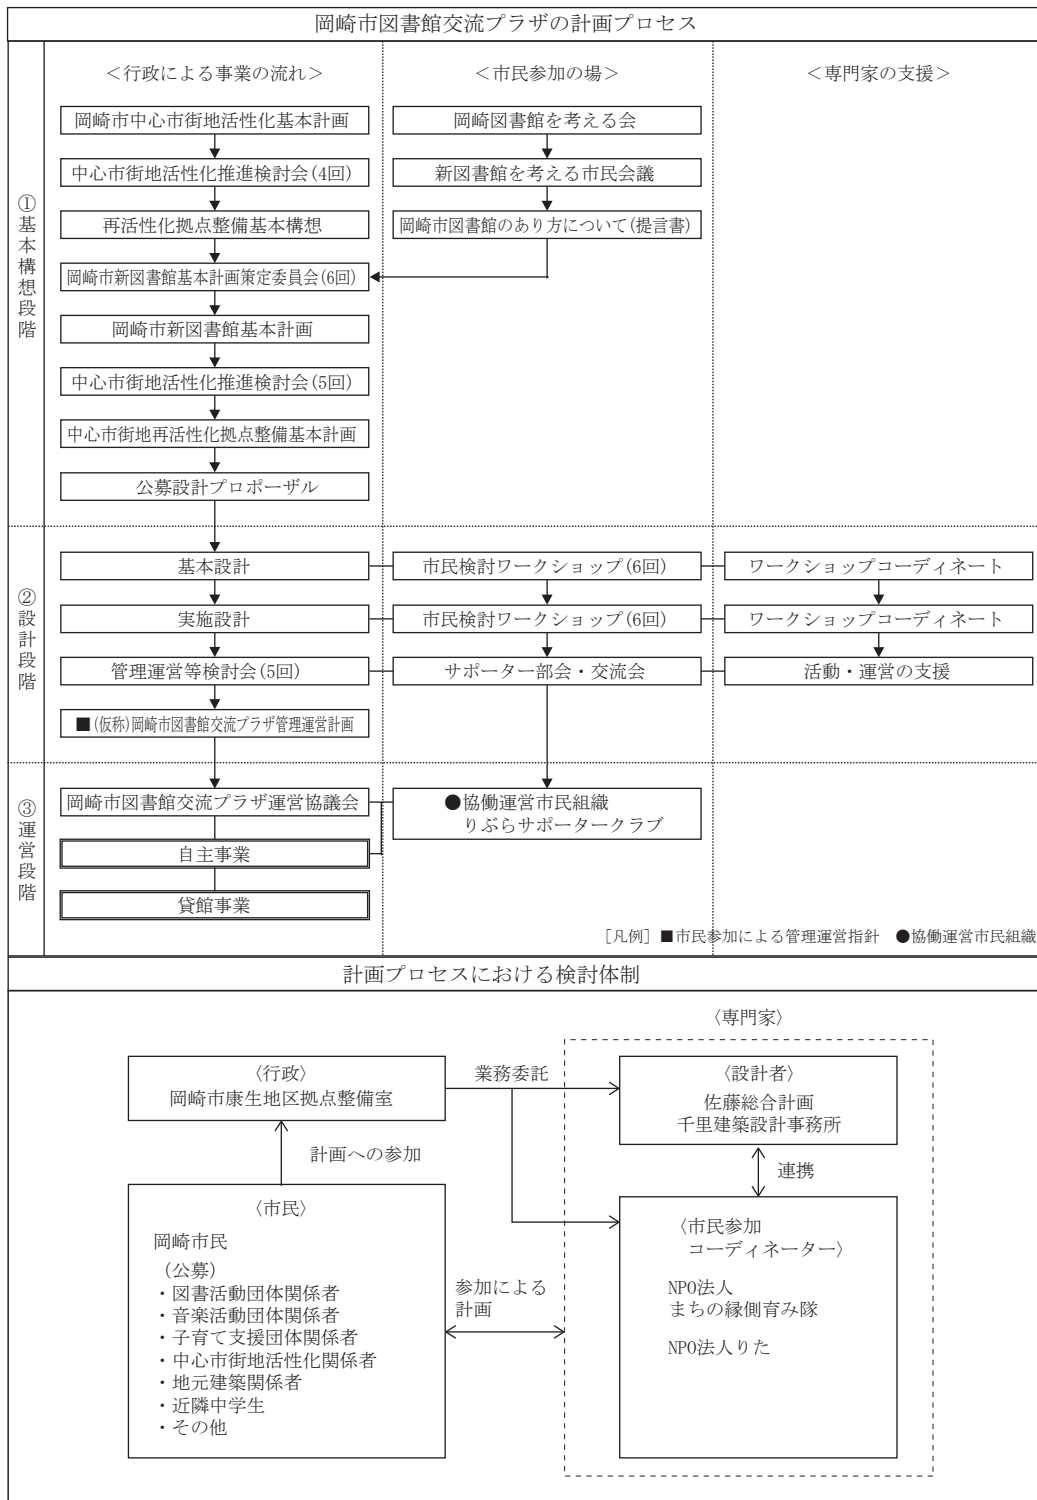 岡崎市図書館交流プラザの計画プロセス
＜行政による事業の流れ＞
＜市民参加の場＞
＜専門家の支援＞
①基本構想段階
岡崎市中心市街地活性化基本計画
岡崎図書館を考える会
中心市街地活性化推進検討会(4回)
新図書館を考える市民会議
再活性化拠点整備基本構想
岡崎市図書館のあり方について(提言書)
岡崎市新図書館基本計画策定委員会(6回)
岡崎市新図書館基本計画
中心市街地活性化推進検討会(5回)
中心市街地再活性化拠点整備基本計画
公募設計プロポーザル
②設計段階
基本設計
市民検討ワークショップ(6回)
ワークショップコーディネート
実施設計
市民検討ワークショップ(6回)
ワークショップコーディネート
管理運営等検討会(5回)
サポーター部会・交流会
活動・運営の支援
■(仮称)岡崎市図書館交流プラザ管理運営計画
③運営段階
岡崎市図書館交流プラザ運営協議会
●協働運営市民組織
りぶらサポータークラブ
自主事業
貸館事業
［凡例］■市民参加による管理運営指針　●協働運営市民組織
計画プロセスにおける検討体制
〈専門家〉
〈行政〉
岡崎市康生地区拠点整備室
業務委託
〈設計者〉
佐藤総合計画
千里建築設計事務所
計画への参加
連携
〈市民〉
岡崎市民
（公募）
・図書活動団体関係者
・音楽活動団体関係者
・子育て支援団体関係者
・中心市街地活性化関係者
・地元建築関係者
・近隣中学生
・その他
参加による
計画
〈市民参加
コーディネーター〉
NPO法人
まちの縁側育み隊
NPO法人りた